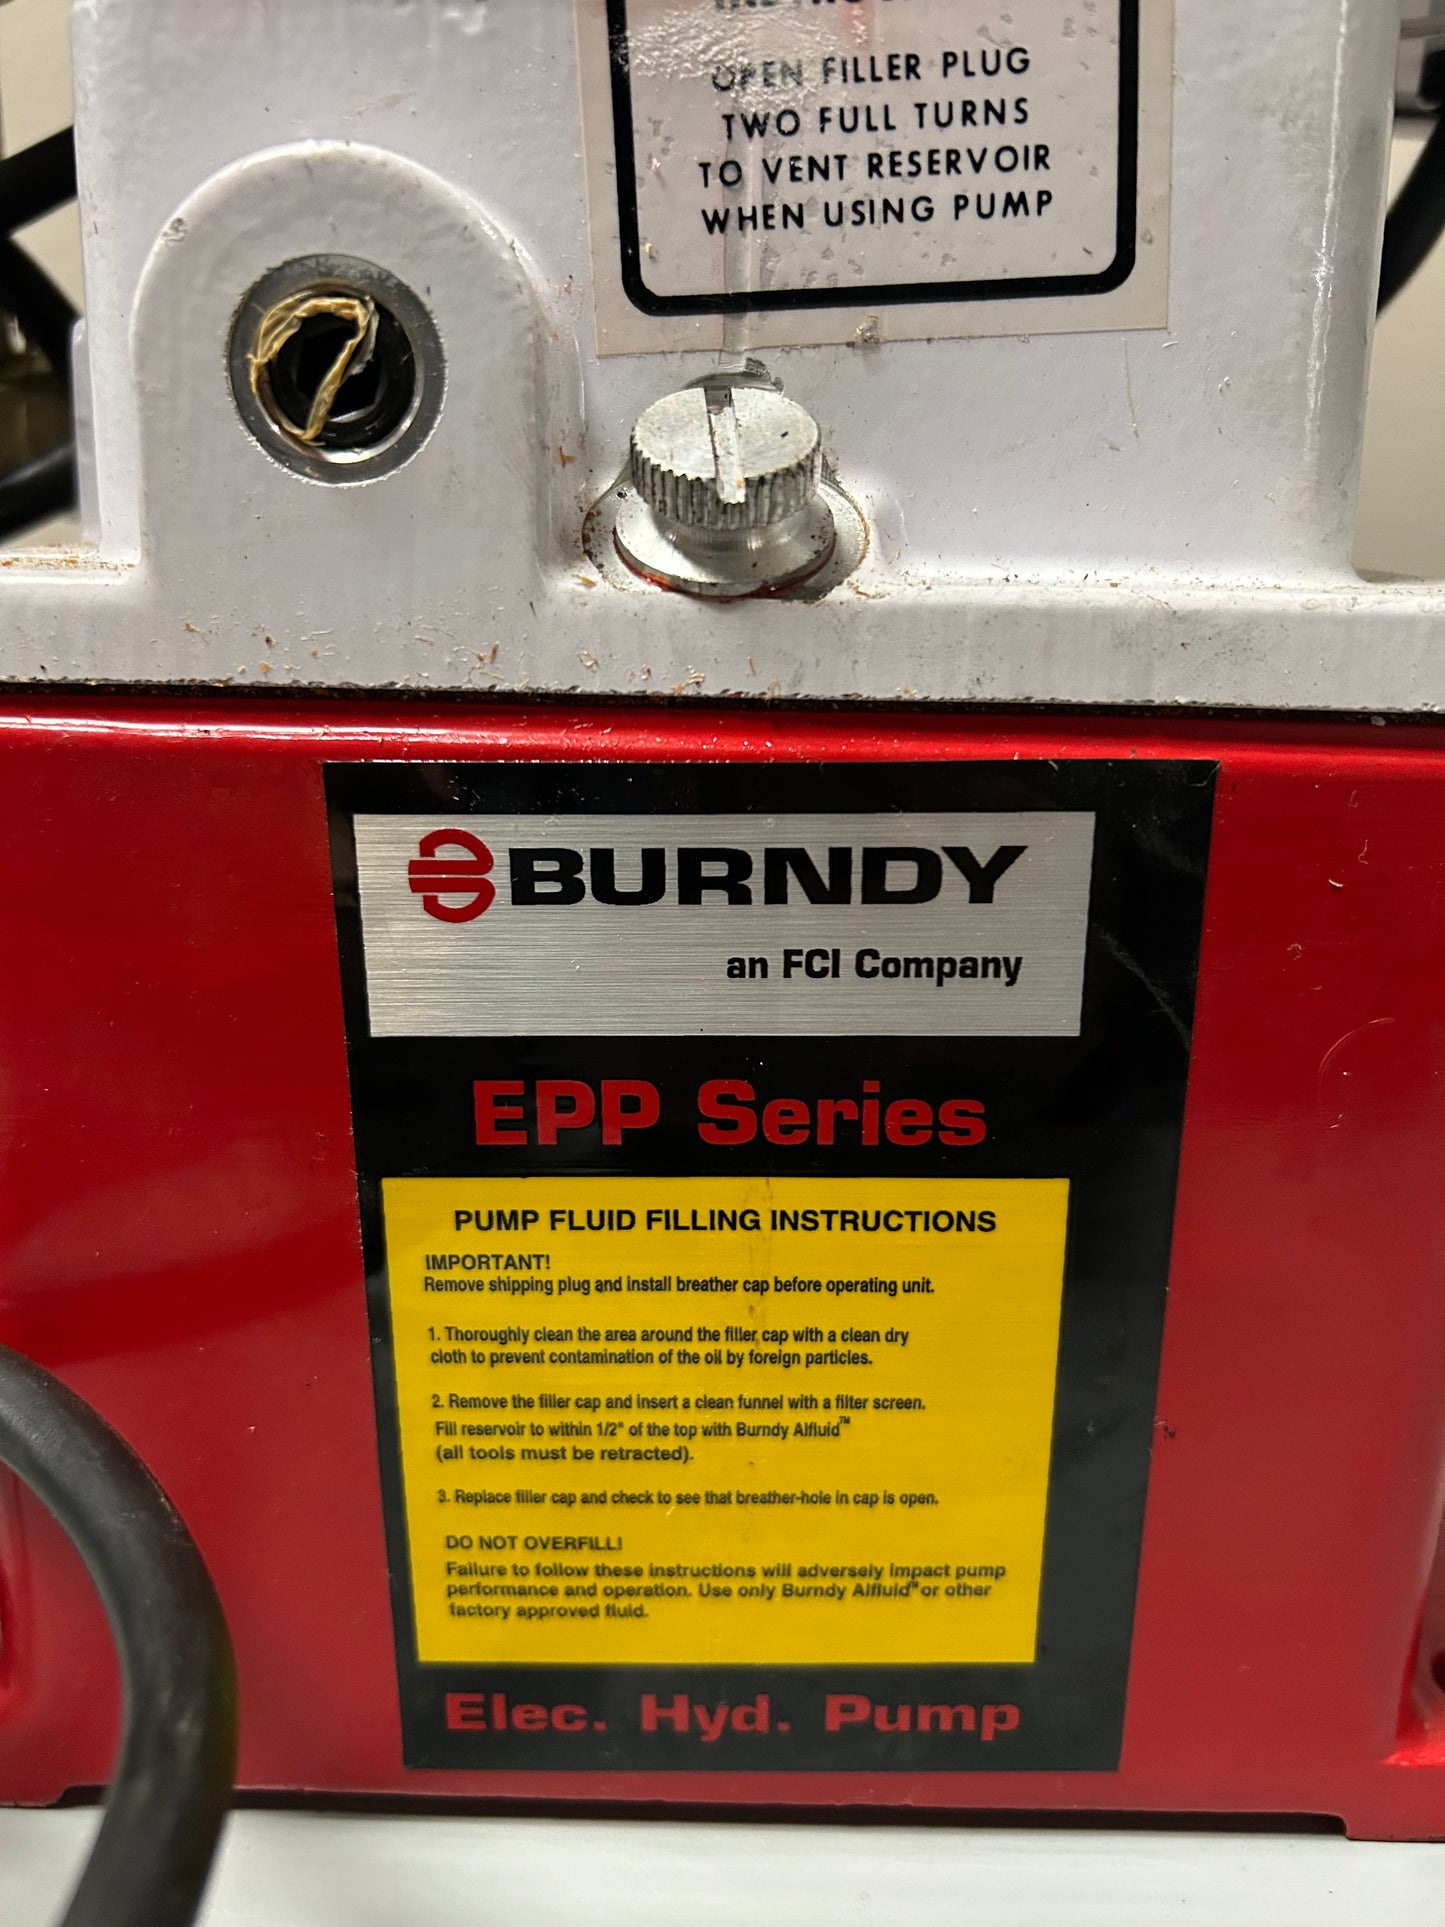 OPEN FILLER PLUG
TWO FULL TURNS
TO VENT RESERVOIR
WHEN USING PUMP
BURNDY
an FCI Company
EPP Series
PUMP FLUID FILLING INSTRUCTIONS
IMPORTANT!
Remove shipping plug and install breather cap before operating unit.
1. Thoroughly clean the area around the filler cap with a clean dry
cloth to prevent contamination of the oil by foreign particles.
2. Remove the filler cap and insert a clean funnel with a filter screen.
Fill reservoir to within 1/2" of the top with Burndy Alfluid™
(all tools must be retracted).
3. Replace filler cap and check to see that breather-hole in cap is open.
DO NOT OVERFILL!
Failure to follow these instructions will adversely impact pump
performance and operation. Use only Burndy Alfluid™ or other
factory approved fluid.
Elec. Hyd. Pump